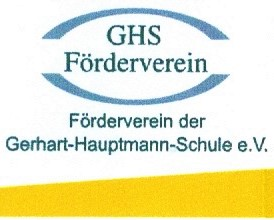 GHS
Förderverein
Förderverein der
Gerhart-Hauptmann-Schule e.V.